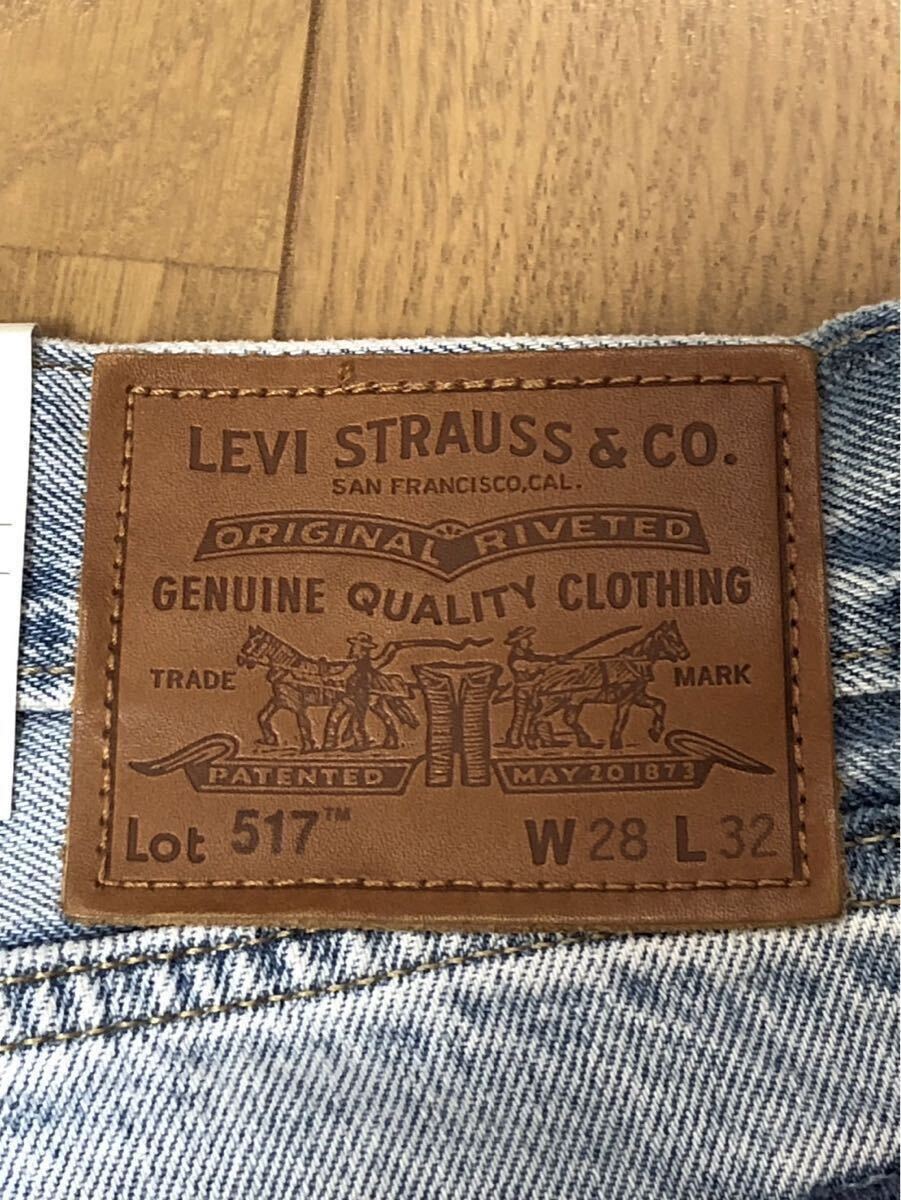 LEVI STRAUSS & CO.
SAN FRANCISCO, CAL.
ORIGINAL RIVETED
GENUINE QUALITY CLOTHING
TRADE MARK
PATENTED MAY 20 1873
Lot 517™ W 28 L 32